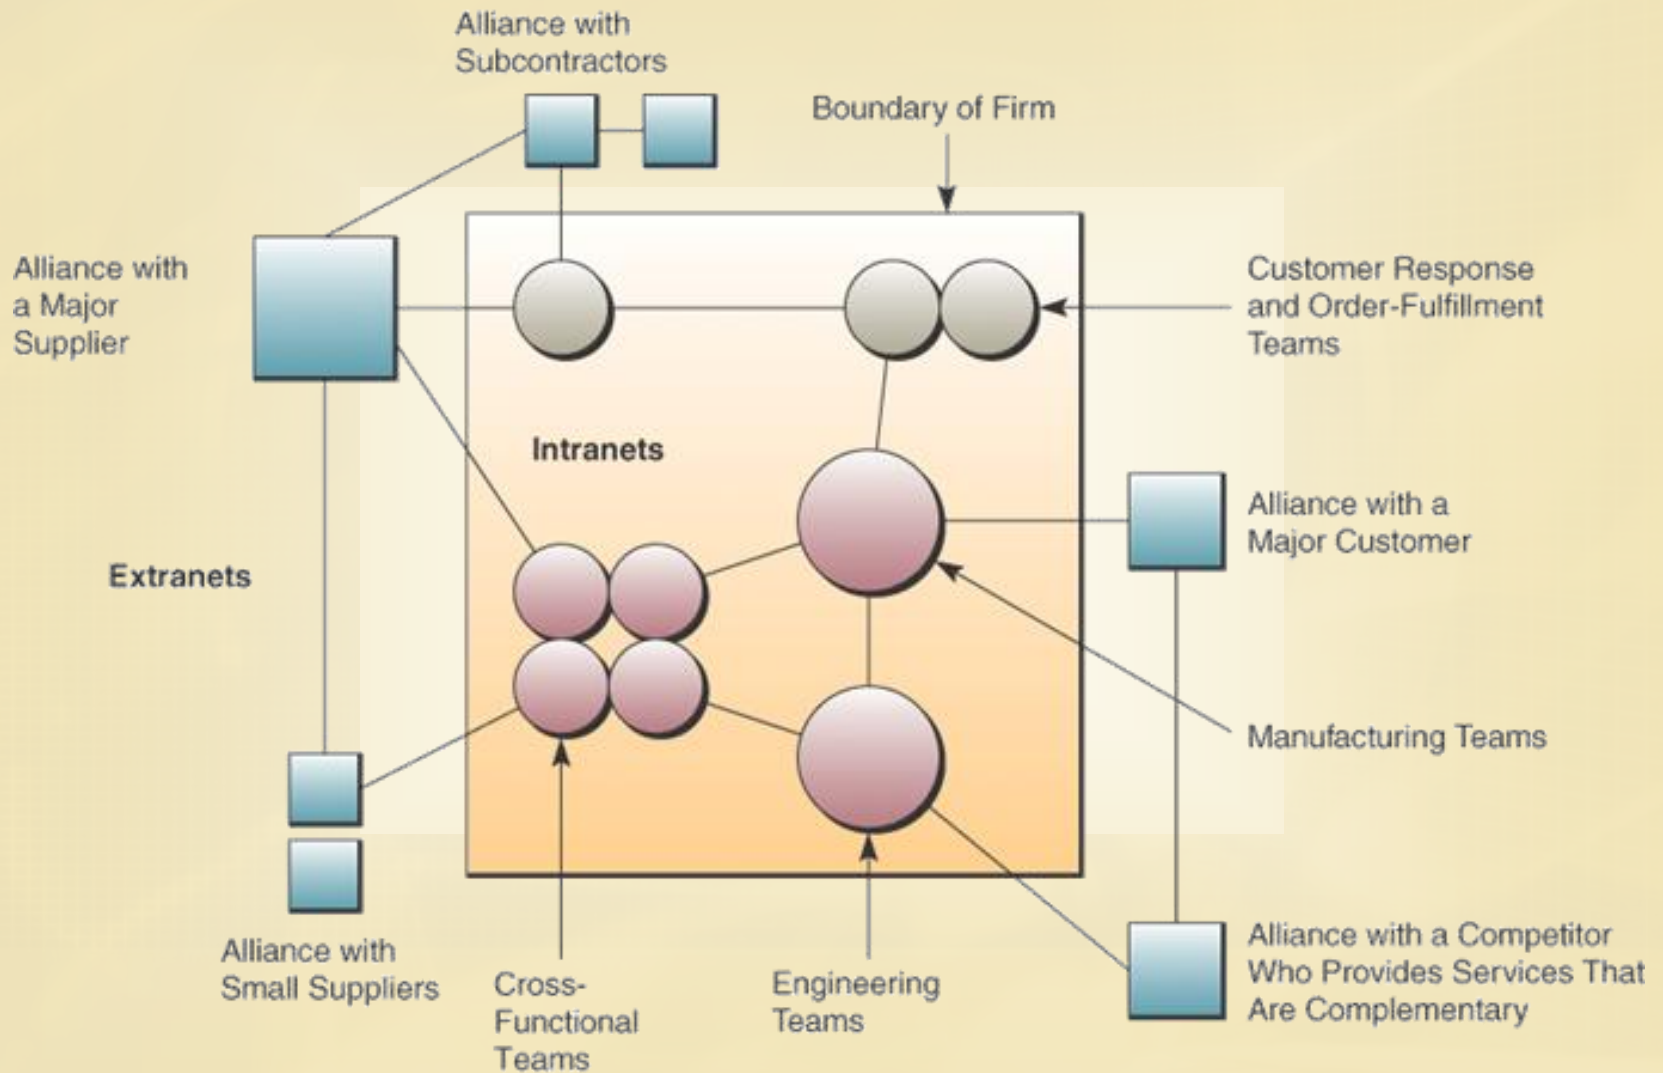 Alliance with
Subcontractors
Boundary of Firm
Alliance with
a Major
Supplier
Customer Response
and Order-Fulfillment
Teams
Intranets
Alliance with a
Major Customer
Extranets
Manufacturing Teams
Alliance with
Small Suppliers
Cross-
Functional
Teams
Engineering
Teams
Alliance with a Competitor
Who Provides Services That
Are Complementary